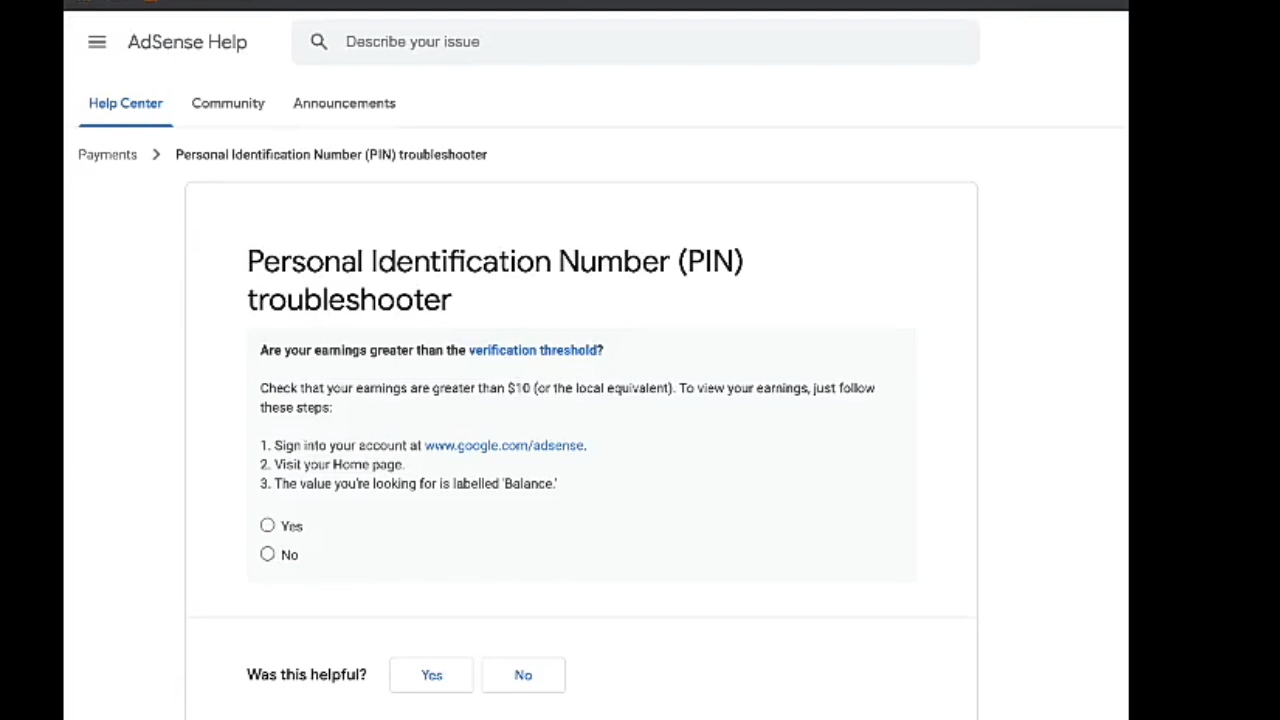 AdSense Help
Describe your issue
Help Center
Community
Announcements
Payments
Personal Identification Number (PIN) troubleshooter
Personal Identification Number (PIN)
troubleshooter
Are your earnings greater than the verification threshold?
Check that your earnings are greater than $10 (or the local equivalent). To view your earnings, just follow
these steps:
1. Sign into your account at www.google.com/adsense.
2. Visit your Home page.
3. The value you're looking for is labelled 'Balance.'
Yes
No
Was this helpful?
Yes
No